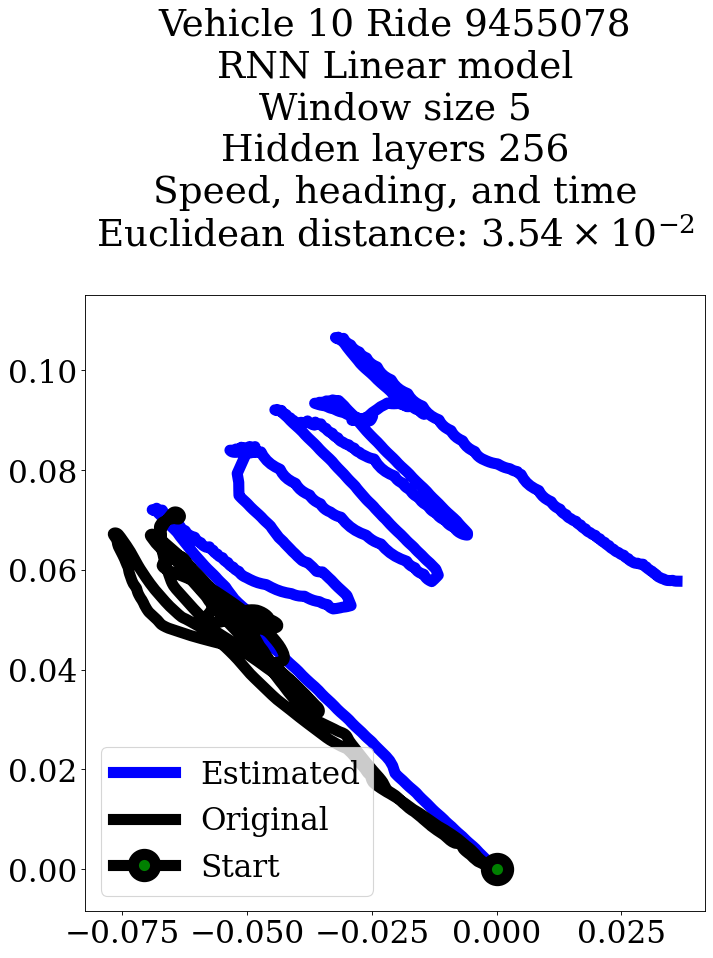 Vehicle 10 Ride 9455078
RNN Linear model
Window size 5
Hidden layers 256
Speed, heading, and time
Euclidean distance: 3.54 × 10⁻²
0.10
0.08
0.06
0.04
0.02
0.00
Estimated
Original
Start
−0.075 −0.050 −0.025 0.000 0.025